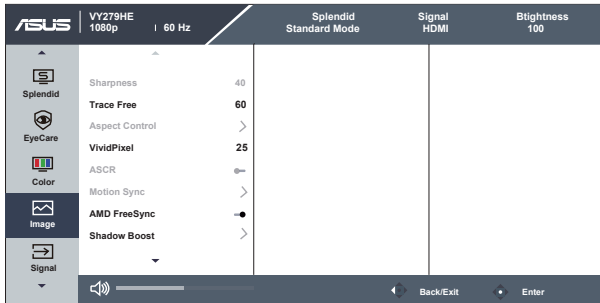 ASUS
VY279HE
1080p 60 Hz
Splendid
Standard Mode
Signal
HDMI
Btightness
100
Splendid
EyeCare
Color
Image
Signal
Sharpness 40
Trace Free 60
Aspect Control
VividPixel 25
ASCR
Motion Sync
AMD FreeSync
Shadow Boost
Back/Exit
Enter